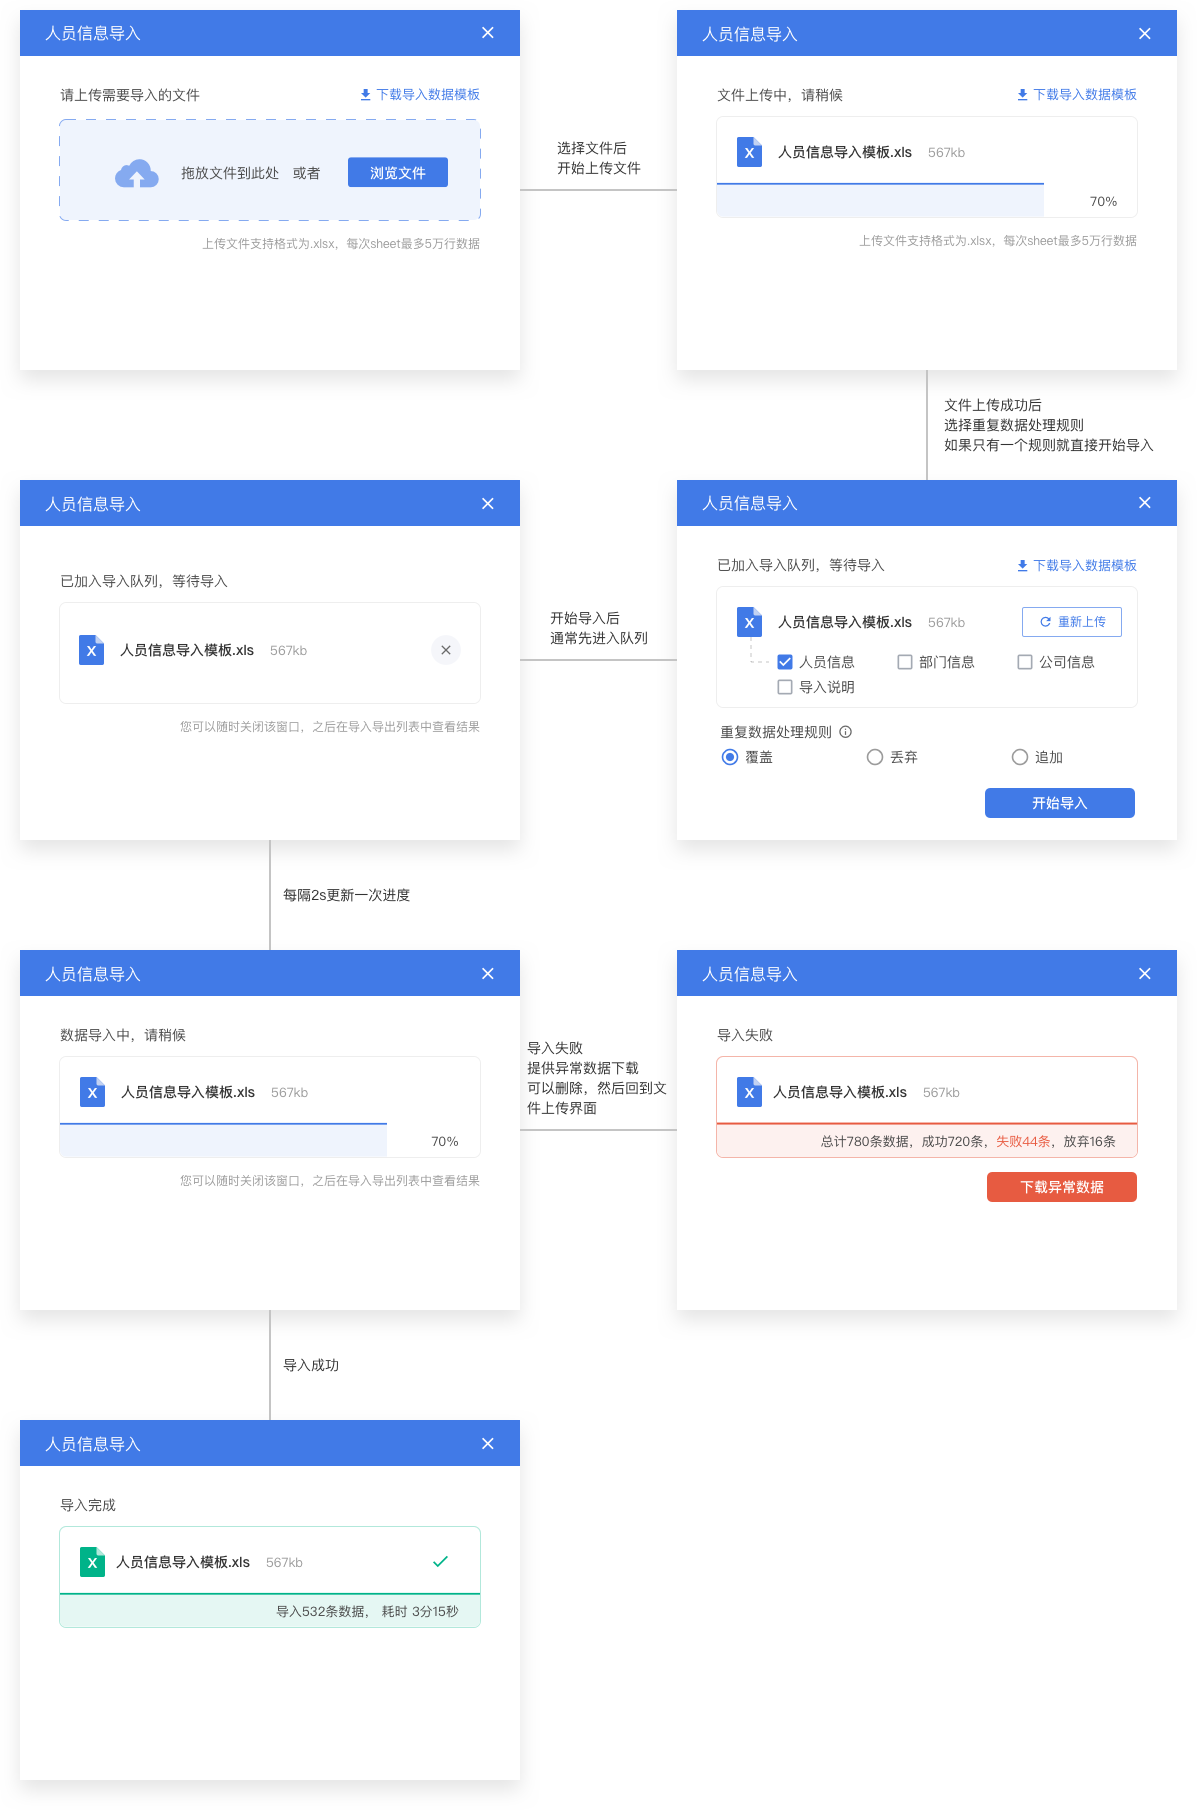 人员信息导入
请上传需要导入的文件
下载导入数据模板
拖放文件到此处 或者
浏览文件
上传文件支持格式为.xlsx，每次sheet最多5万行数据
选择文件后
开始上传文件
人员信息导入
文件上传中，请稍候
下载导入数据模板
X
人员信息导入模板.xls 567kb
70%
上传文件支持格式为.xlsx，每次sheet最多5万行数据
文件上传成功后
选择重复数据处理规则
如果只有一个规则就直接开始导入
人员信息导入
已加入导入队列，等待导入
下载导入数据模板
X
人员信息导入模板.xls 567kb
重新上传
人员信息 部门信息 公司信息
导入说明
重复数据处理规则
覆盖 丢弃 追加
开始导入
开始导入后
通常先进入队列
人员信息导入
已加入导入队列，等待导入
X
人员信息导入模板.xls 567kb
您可以随时关闭该窗口，之后在导入导出列表中查看结果
每隔2s更新一次进度
人员信息导入
数据导入中，请稍候
X
人员信息导入模板.xls 567kb
70%
您可以随时关闭该窗口，之后在导入导出列表中查看结果
导入失败
提供异常数据下载
可以删除，然后回到文
件上传界面
人员信息导入
导入失败
X
人员信息导入模板.xls 567kb
总计780条数据，成功720条，失败44条，放弃16条
下载异常数据
导入成功
人员信息导入
导入完成
X
人员信息导入模板.xls 567kb
导入532条数据， 耗时 3分15秒